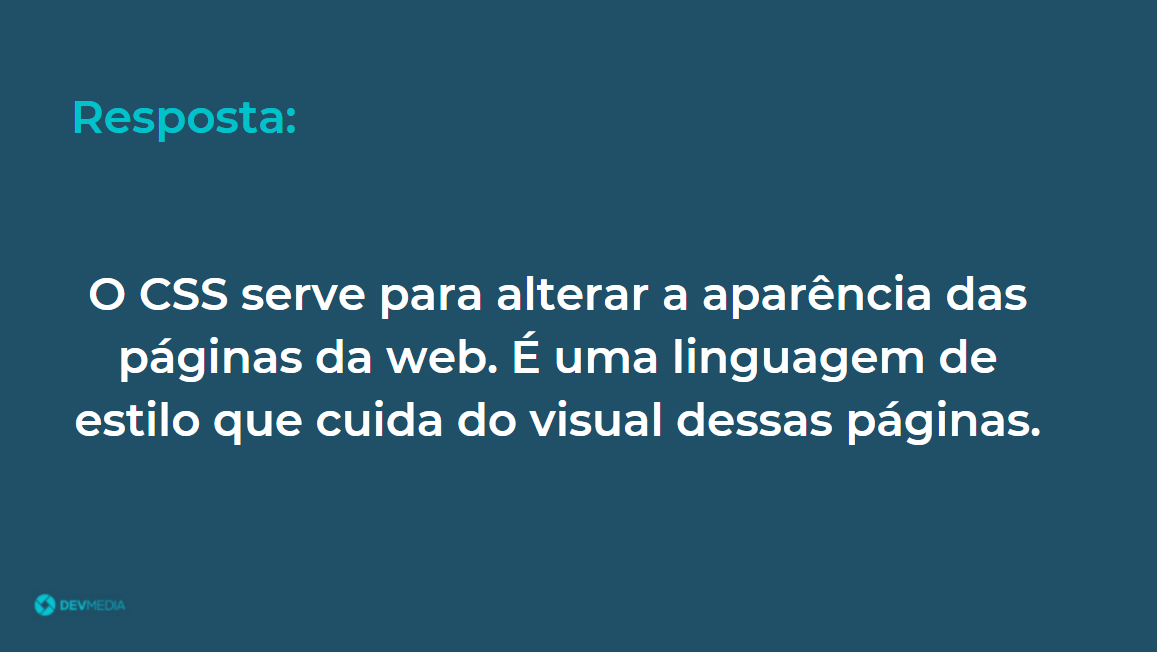 Resposta:
O CSS serve para alterar a aparência das
páginas da web. É uma linguagem de
estilo que cuida do visual dessas páginas.
DEVMEDIA